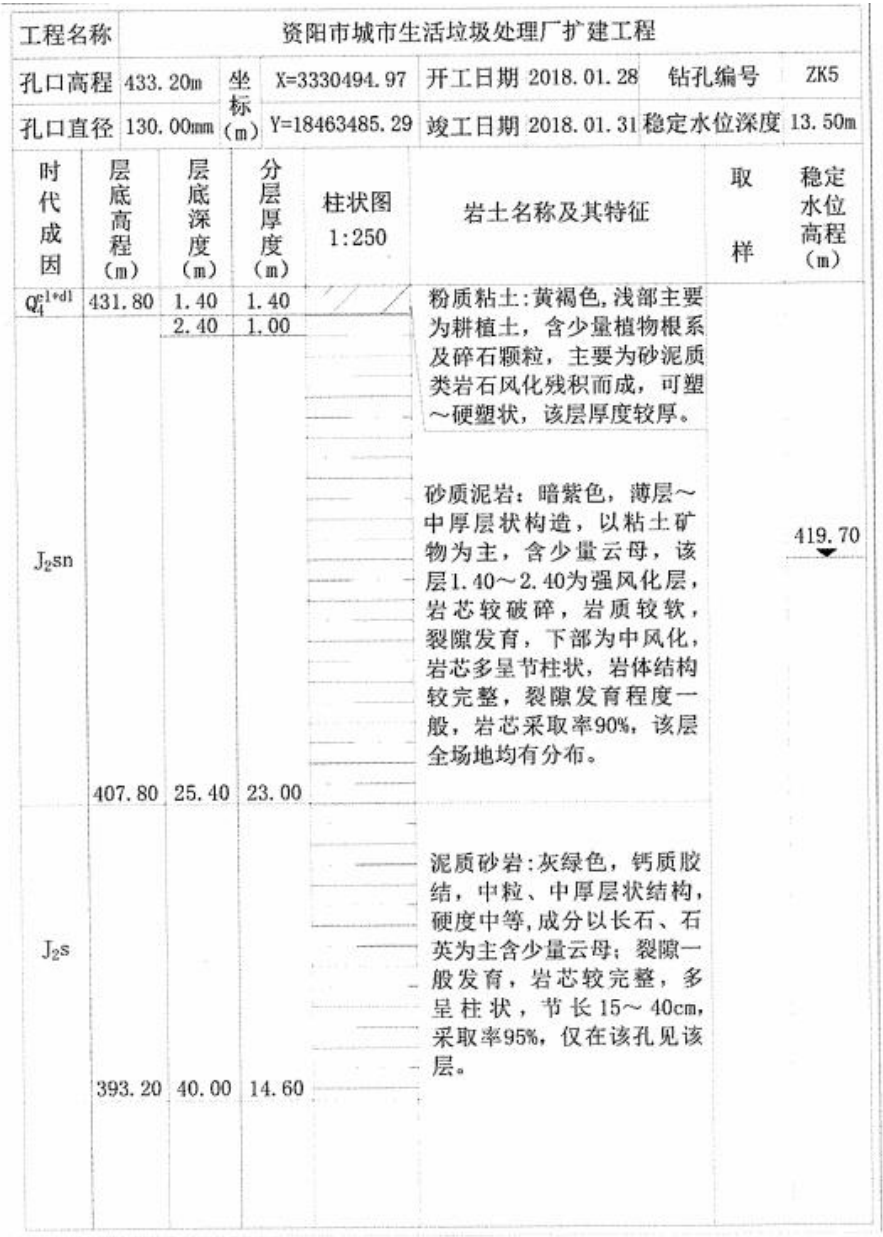 工程名称 资阳市城市生活垃圾处理厂扩建工程
孔口高程 433.20m 坐标(m) X=3330494.97 开工日期 2018.01.28 钻孔编号 ZK5
孔口直径 130.00mm Y=18463485.29 竣工日期 2018.01.31 稳定水位深度 13.50m
时代成因 层底高程(m) 层底深度(m) 分层厚度(m) 柱状图 1:250 岩土名称及其特征 取样 稳定水位高程(m)
Q₄ᵉˡ⁺ᵈˡ 431.80 1.40 1.40
2.40 1.00
粉质粘土:黄褐色,浅部主要
为耕植土，含少量植物根系
及碎石颗粒，主要为砂泥质
类岩石风化残积而成，可塑
～硬塑状，该层厚度较厚。
J₂sn
砂质泥岩：暗紫色，薄层～
中厚层状构造，以粘土矿
物为主，含少量云母，该
层1.40～2.40为强风化层，
岩芯较破碎，岩质较软，
裂隙发育，下部为中风化，
岩芯多呈节柱状，岩体结构
较完整，裂隙发育程度一
般，岩芯采取率90%，该层
全场地均有分布。
419.70
407.80 25.40 23.00
J₂s
泥质砂岩:灰绿色，钙质胶
结，中粒、中厚层状结构，
硬度中等,成分以长石、石
英为主含少量云母；裂隙一
般发育，岩芯较完整，多
呈柱状，节长15～40cm，
采取率95%，仅在该孔见该
层。
393.20 40.00 14.60